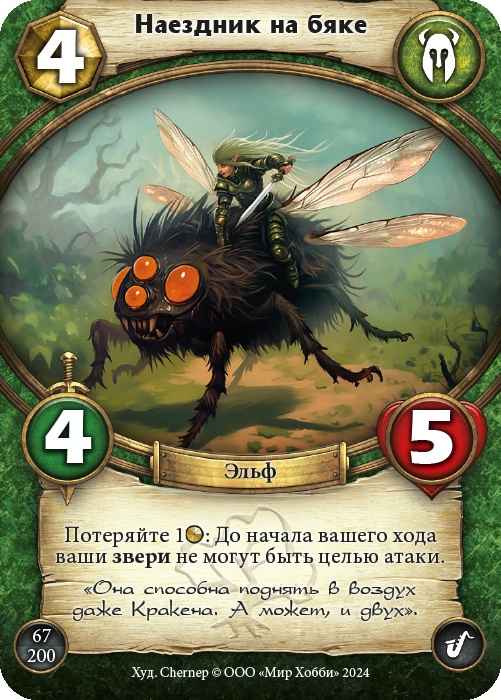 Наездник на бяке
4
4
5
Эльф
Потеряйте 1: До начала вашего хода
ваши звери не могут быть целью атаки.
«Она способна поднять в воздух
даже Кракена. А может, и двух».
67
200
Худ. Chernep © ООО «Мир Хобби» 2024